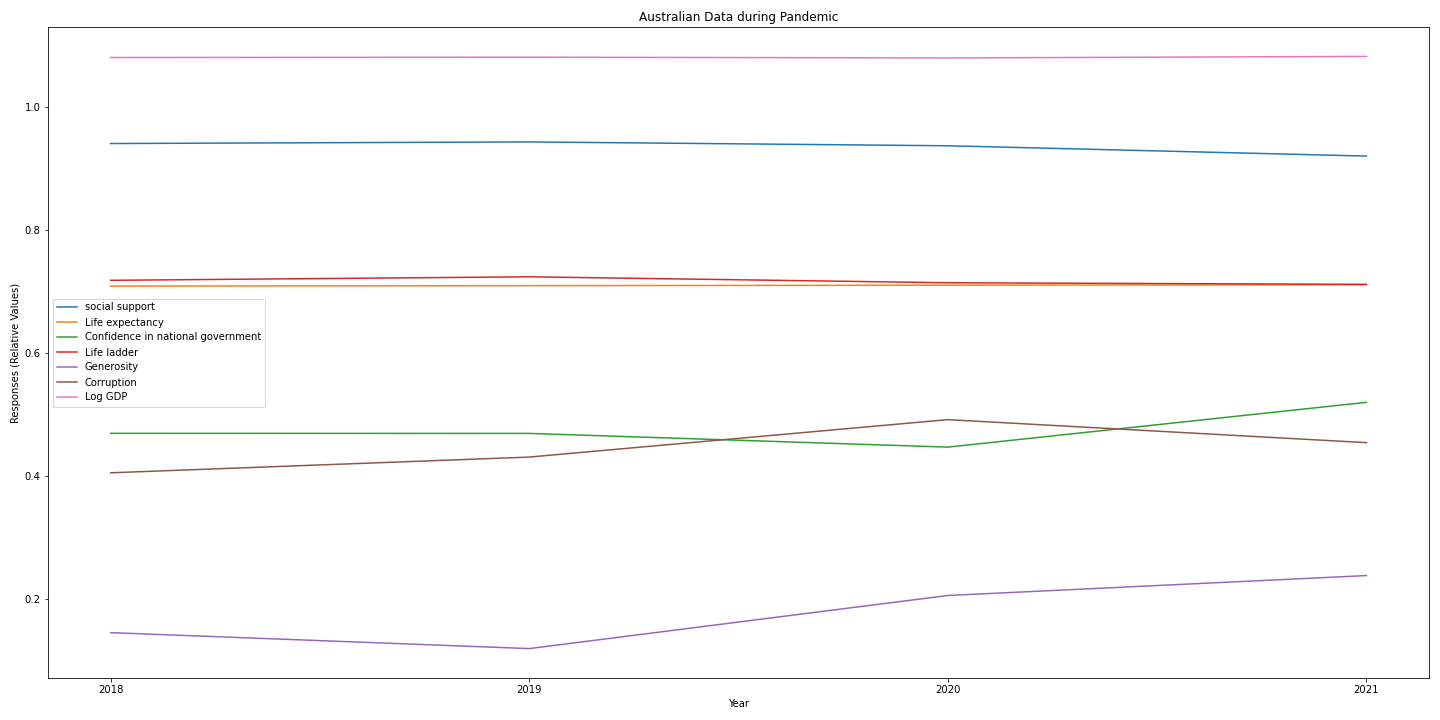 Australian Data during Pandemic
1.0
0.8
0.6
0.4
0.2
Responses (Relative Values)
social support
Life expectancy
Confidence in national government
Life ladder
Generosity
Corruption
Log GDP
2018
2019
2020
2021
Year